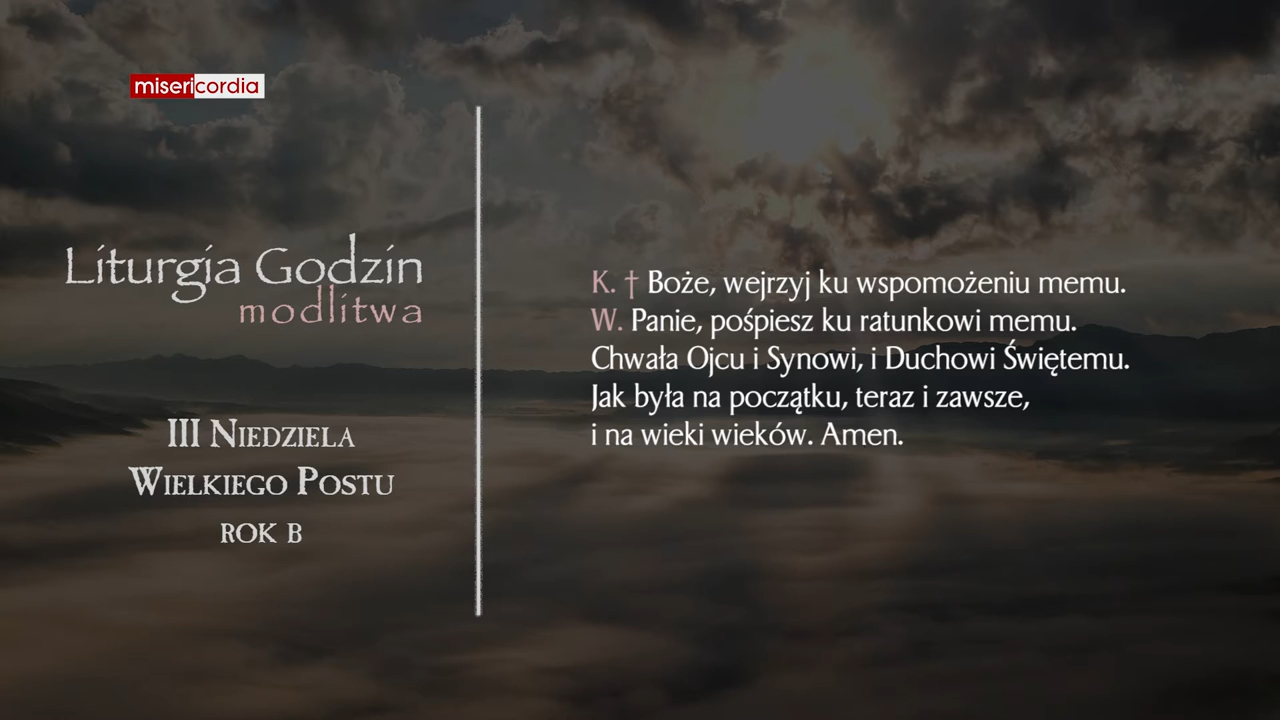 misericordia
Liturgia Godzin
modlitwa
III Niedziela
Wielkiego Postu
rok B
K. † Boże, wejrzyj ku wspomożeniu memu.
W. Panie, pośpiesz ku ratunkowi memu.
Chwała Ojcu i Synowi, i Duchowi Świętemu.
Jak była na początku, teraz i zawsze,
i na wieki wieków. Amen.